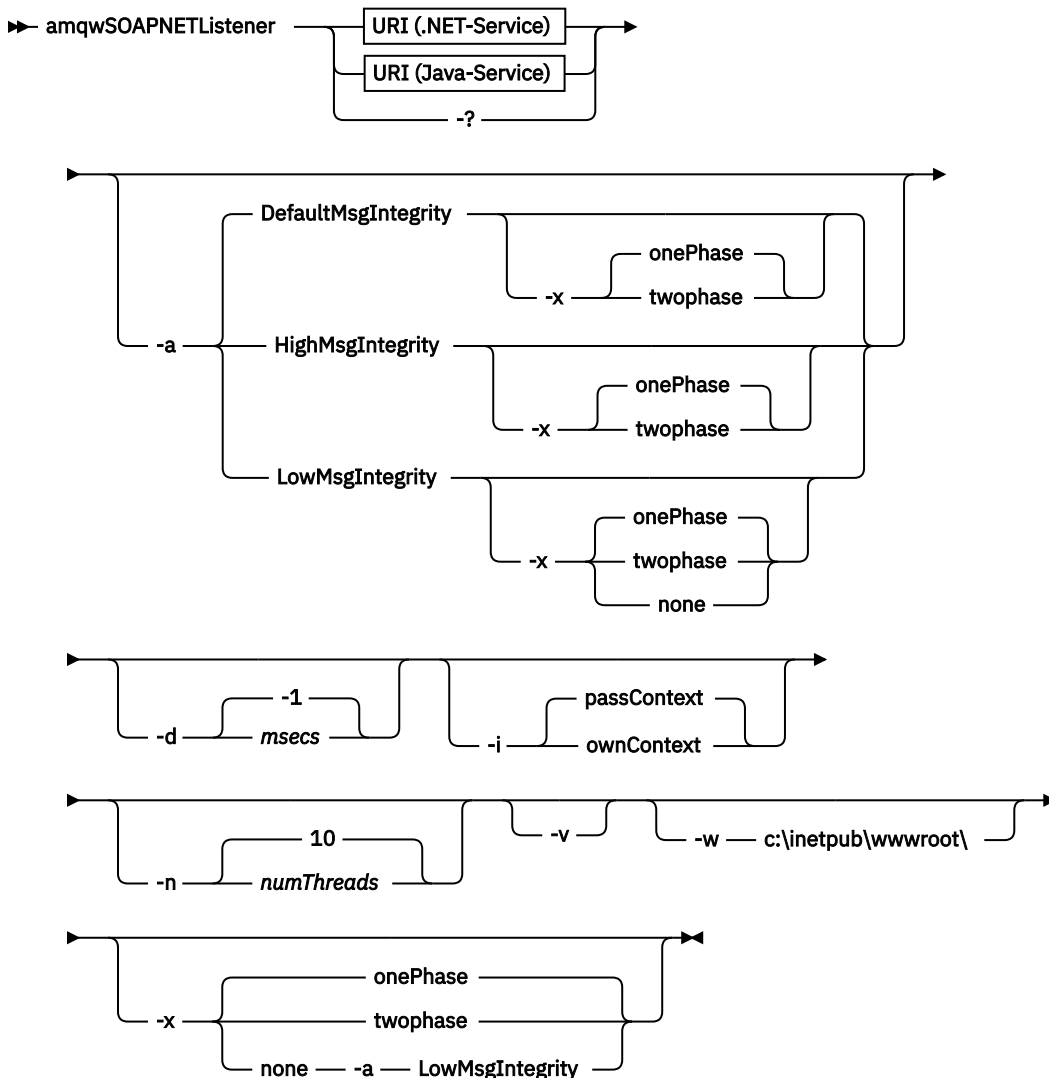 amqwSOAPNETListener URI (.NET-Service)
URI (Java-Service)
-?
DefaultMsgIntegrity
onePhase
-x twophase
-a HighMsgIntegrity
onePhase
-x twophase
LowMsgIntegrity
onePhase
-x twophase
none
-1
-d msecs
passContext
-i ownContext
10
-n numThreads
-v
-w c:\inetpub\wwwroot\
onePhase
-x twophase
none -a LowMsgIntegrity